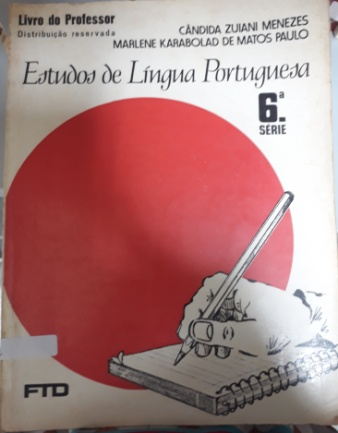 Livro do Professor
Distribuição reservada
CÂNDIDA ZUIANI MENEZES
MARLENE KARABOLAD DE MATOS PAULO
Estudos de Língua Portuguesa
6.ª
SÉRIE
FTD